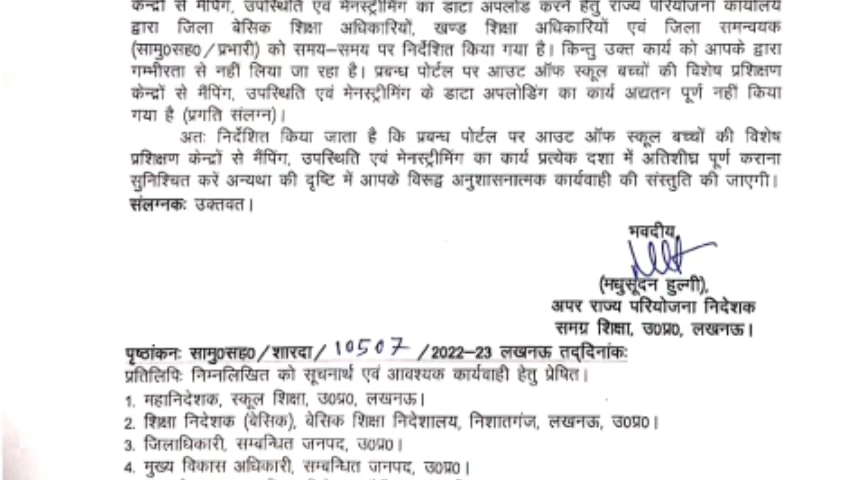 केन्द्रों से मैपिंग, उपस्थिति एवं मेनस्ट्रीमिंग का डाटा अपलोड करने हेतु राज्य परियोजना कार्यालय
द्वारा जिला बेसिक शिक्षा अधिकारियों, खण्ड शिक्षा अधिकारियों एवं जिला समन्वयक
(सामु0सह0/प्रभारी) को समय–समय पर निर्देशित किया गया है। किन्तु उक्त कार्य को आपके द्वारा
गम्भीरता से नहीं लिया जा रहा है। प्रबन्ध पोर्टल पर आउट ऑफ स्कूल बच्चों की विशेष प्रशिक्षण
केन्द्रों से मैपिंग, उपस्थिति एवं मेनस्ट्रीमिंग के डाटा अपलोडिंग का कार्य अद्यतन पूर्ण नहीं किया
गया है (प्रगति संलग्न)।
अतः निर्देशित किया जाता है कि प्रबन्ध पोर्टल पर आउट ऑफ स्कूल बच्चों की विशेष
प्रशिक्षण केन्द्रों से मैपिंग, उपस्थिति एवं मेनस्ट्रीमिंग का कार्य प्रत्येक दशा में अतिशीघ्र पूर्ण कराना
सुनिश्चित करें अन्यथा की दृष्टि में आपके विरूद्ध अनुशासनात्मक कार्यवाही की संस्तुति की जाएगी।
संलग्नकः उक्तवत।
भवदीय,
(मधुसूदन हुल्गी),
अपर राज्य परियोजना निदेशक
समग्र शिक्षा, उ0प्र0, लखनऊ।
पृष्ठांकनः सामु0सह0/शारदा/10507/2022–23 लखनऊ तद्दिनांकः
प्रतिलिपिः निम्नलिखित को सूचनार्थ एवं आवश्यक कार्यवाही हेतु प्रेषित।
1. महानिदेशक, स्कूल शिक्षा, उ0प्र0, लखनऊ।
2. शिक्षा निदेशक (बेसिक), बेसिक शिक्षा निदेशालय, निशातगंज, लखनऊ, उ0प्र0।
3. जिलाधिकारी, सम्बन्धित जनपद, उ0प्र0।
4. मुख्य विकास अधिकारी, सम्बन्धित जनपद, उ0प्र0।